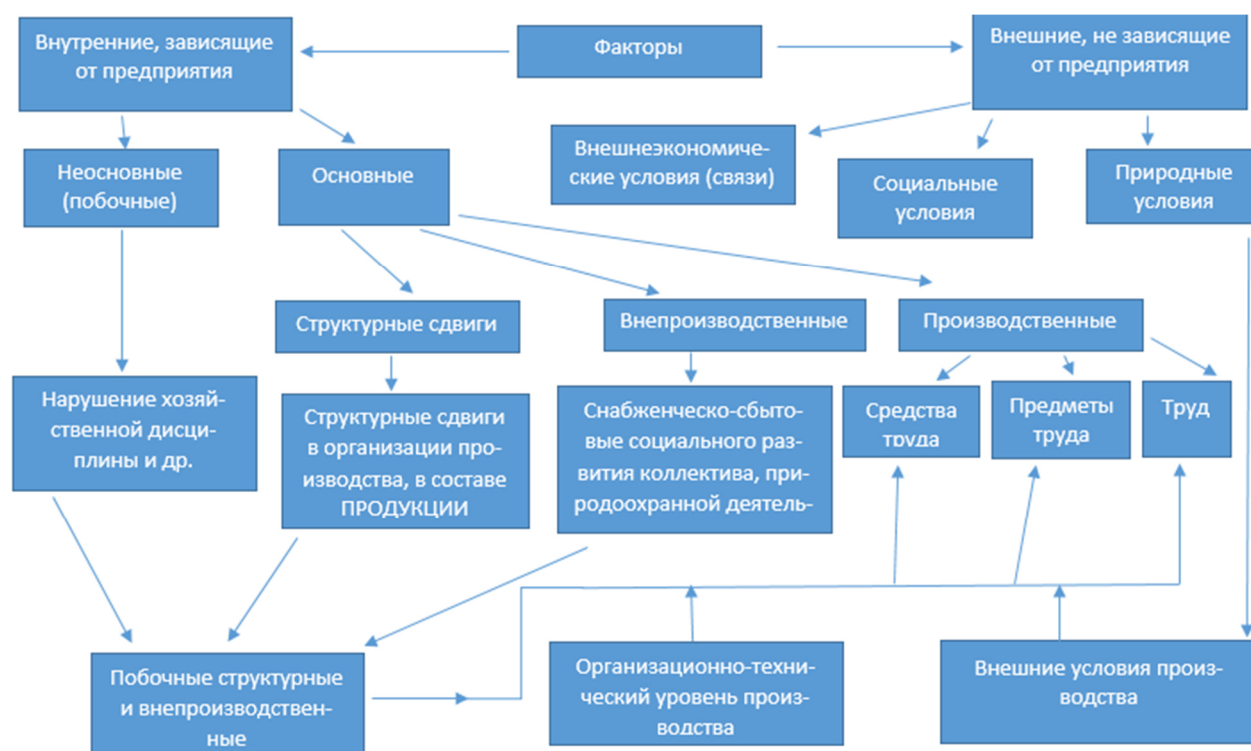 Внутренние, зависящие
от предприятия
Факторы
Внешние, не зависящие
от предприятия
Неосновные
(побочные)
Основные
Внешнеэкономиче-
ские условия (связи)
Социальные
условия
Природные
условия
Структурные сдвиги
Внепроизводственные
Производственные
Нарушение хозяй-
ственной дисци-
плины и др.
Структурные сдвиги
в организации про-
изводства, в составе
ПРОДУКЦИИ
Снабженческо-сбыто-
вые социального раз-
вития коллектива, при-
родоохранной деятель-
Средства
труда
Предметы
труда
Труд
Побочные структурные
и внепроизводствен-
ные
Организационно-техни-
ческий уровень произ-
водства
Внешние условия произ-
водства